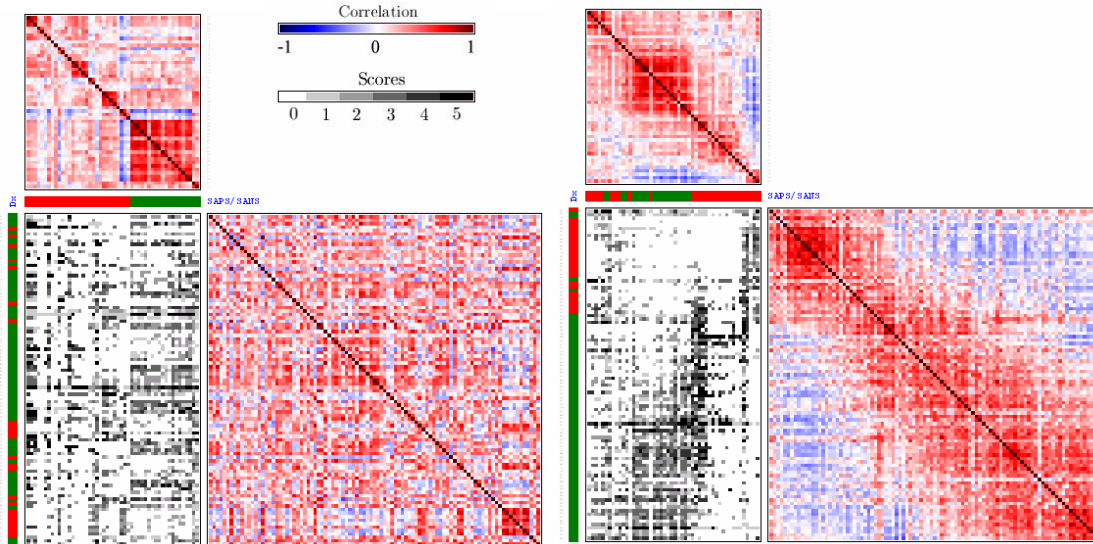 Correlation
-1 0 1
Scores
0 1 2 3 4 5
Dx
SAPS/SANS
Dx
SAPS/SANS